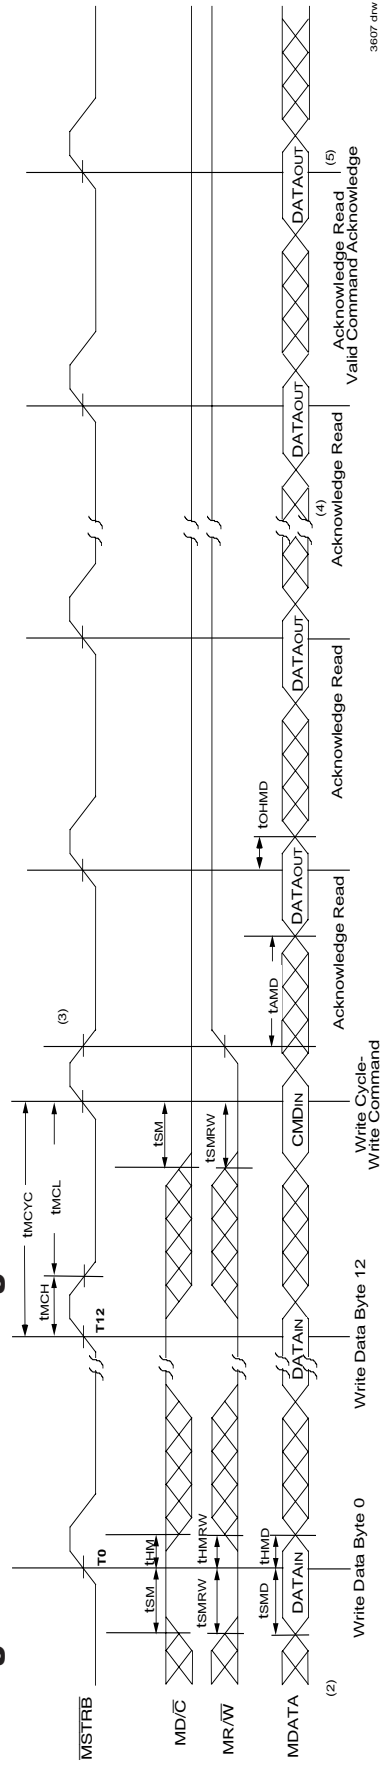 MSTRB
MD/C
MR/W
MDATA
(2)
T0
tSM
tHM
tSMRW
tHMRW
tSMD
tHMD
DATAIN
Write Data Byte 0
T12
tMCYC
tMCH
tMCL
DATAIN
Write Data Byte 12
tSM
tSMRW
CMDIN
Write Cycle-
Write Command
(3)
tAMD
tOHMD
DATAOUT
Acknowledge Read
DATAOUT
Acknowledge Read
(4)
DATAOUT
Acknowledge Read
DATAOUT
(5)
Acknowledge Read
Valid Command Acknowledge
3607 drw